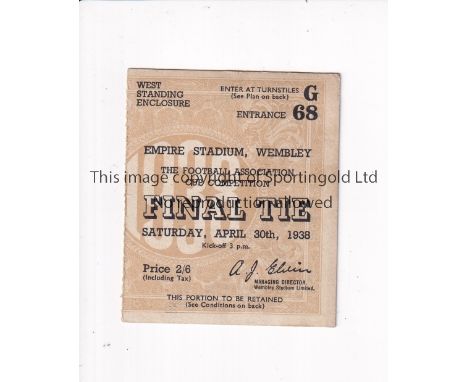 WEST
STANDING
ENCLOSURE
ENTER AT TURNSTILES G
(See Plan on back)
ENTRANCE 68
EMPIRE STADIUM, WEMBLEY
THE FOOTBALL ASSOCIATION
This image copyright of Sportingold Ltd
CUP COMPETITION
No reproduction allowed
FINAL TIE
SATURDAY, APRIL 30th, 1938
Kick-off 3 p.m.
Price 2/6
(Including Tax)
A. J. Elvin
MANAGING DIRECTOR,
Wembley Stadium Limited.
THIS PORTION TO BE RETAINED
(See Conditions on back)